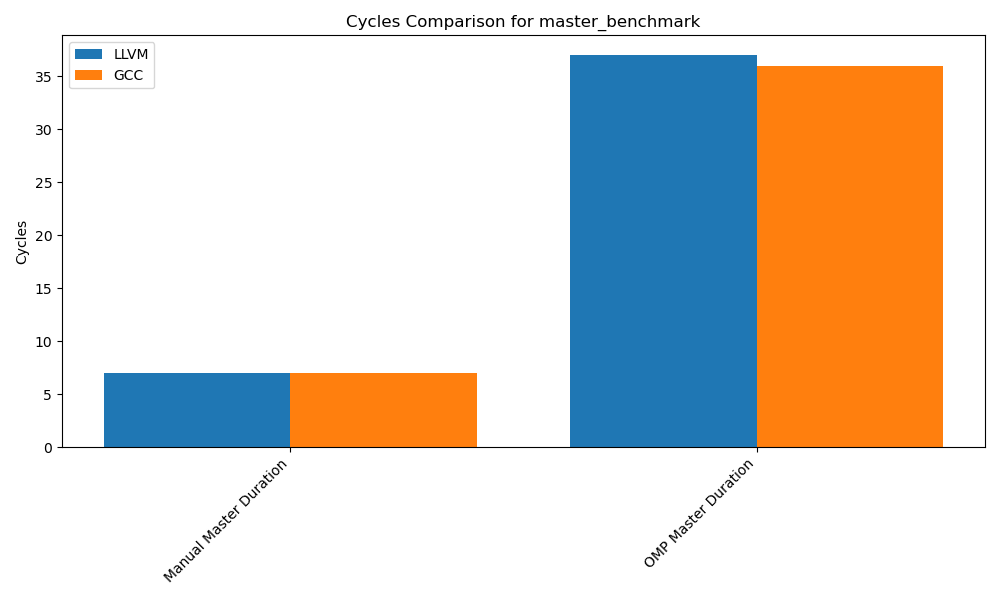 Cycles Comparison for master_benchmark
LLVM
GCC
Cycles
35
30
25
20
15
10
5
0
Manual Master Duration
OMP Master Duration